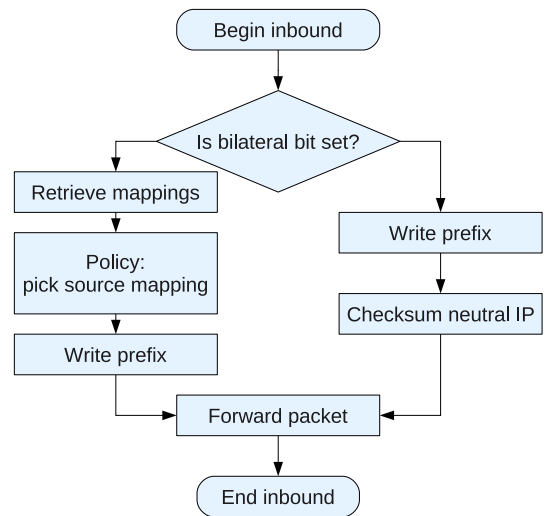 Begin inbound
Is bilateral bit set?
Retrieve mappings
Policy:
pick source mapping
Write prefix
Write prefix
Checksum neutral IP
Forward packet
End inbound